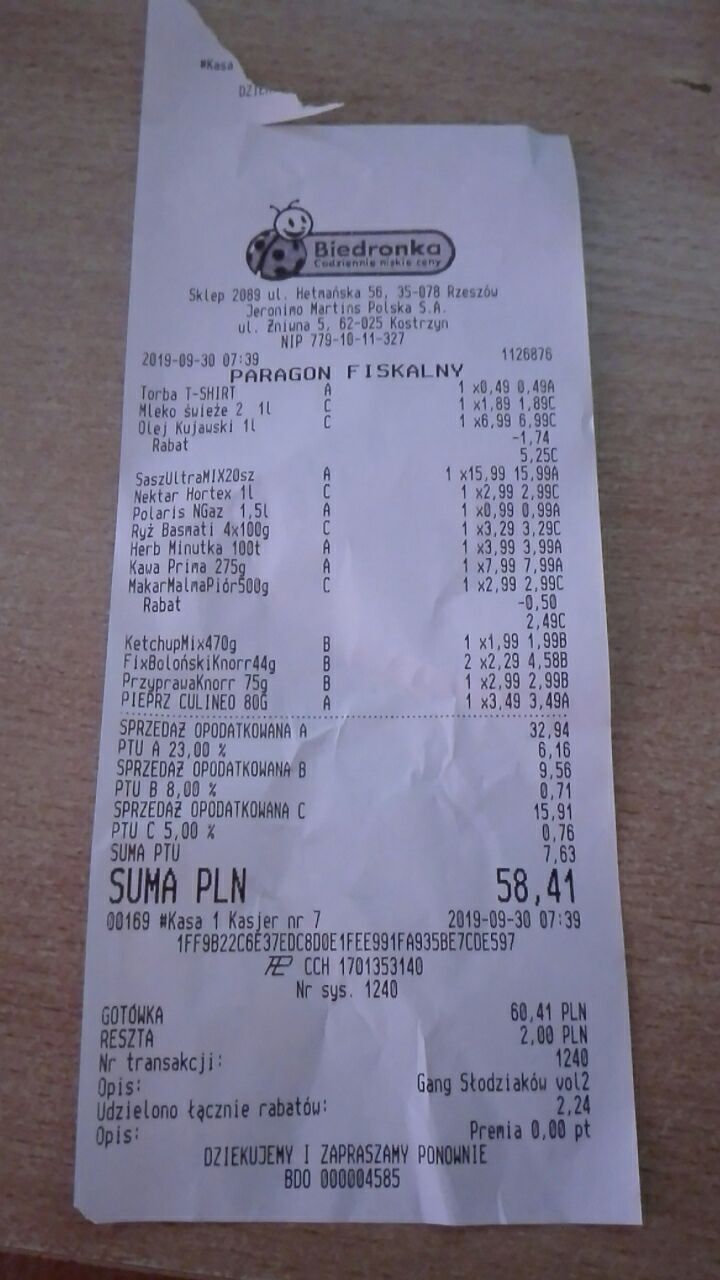 #Kasa
Biedronka
Codziennie niskie ceny
Sklep 2089 ul. Hetmańska 56, 35-078 Rzeszów
Jeronimo Martins Polska S.A.
ul. Żniwna 5, 62-025 Kostrzyn
NIP 779-10-11-327
2019-09-30 07:39 1126876
PARAGON FISKALNY
Torba T-SHIRT A 1 x0,49 0,49A
Mleko świeże 2 1l C 1 x1,89 1,89C
Olej Kujawski 1l C 1 x6,99 6,99C
Rabat -1,74
5,25C
SaszUltraMIX20sz A 1 x15,99 15,99A
Nektar Hortex 1l C 1 x2,99 2,99C
Polaris NGaz 1,5l A 1 x0,99 0,99A
Ryż Basmati 4x100g C 1 x3,29 3,29C
Herb Minutka 100t A 1 x3,99 3,99A
Kawa Prima 275g A 1 x7,99 7,99A
MakarMalmaPiór500g C 1 x2,99 2,99C
Rabat -0,50
2,49C
KetchupMix470g B 1 x1,99 1,99B
FixBolońskiKnorr44g B 2 x2,29 4,58B
PrzyprawaKnorr 75g B 1 x2,99 2,99B
PIEPRZ CULINEO 80G A 1 x3,49 3,49A
SPRZEDAŻ OPODATKOWANA A 32,94
PTU A 23,00 % 6,16
SPRZEDAŻ OPODATKOWANA B 9,56
PTU B 8,00 % 0,71
SPRZEDAŻ OPODATKOWANA C 15,91
PTU C 5,00 % 0,76
SUMA PTU 7,63
SUMA PLN 58,41
00169 #Kasa 1 Kasjer nr 7 2019-09-30 07:39
1FF9B22C6E37EDC8D0E1FEE991FA935BE7CDE597
CCH 1701353140
Nr sys. 1240
GOTÓWKA 60,41 PLN
RESZTA 2,00 PLN
Nr transakcji: 1240
Opis: Gang Słodziaków vol2
Udzielono łącznie rabatów: 2,24
Opis: Premia 0,00 pt
DZIEKUJEMY I ZAPRASZAMY PONOWNIE
BDO 000004585